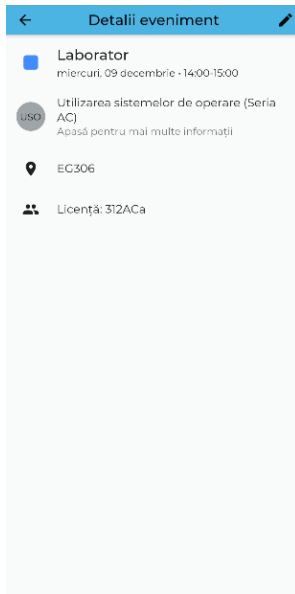 Detalii eveniment
Laborator
miercuri, 09 decembrie • 14:00-15:00
USO
Utilizarea sistemelor de operare (Seria
AC)
Apasă pentru mai multe informații
EG306
Licență: 312ACa